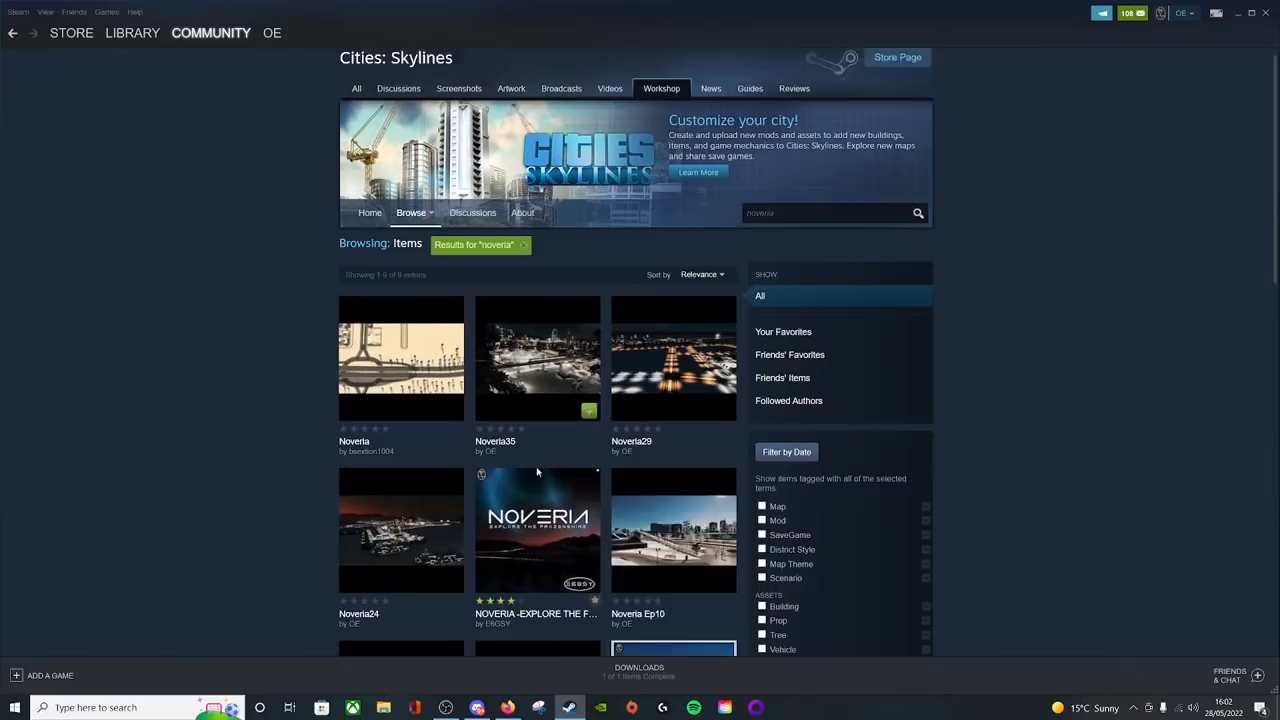 Steam View Friends Games Help
108 OE
STORE LIBRARY COMMUNITY OE
Cities: Skylines
Store Page
All Discussions Screenshots Artwork Broadcasts Videos Workshop News Guides Reviews
CITIES
SKYLINES
Customize your city!
Create and upload new mods and assets to add new buildings,
items, and game mechanics to Cities: Skylines. Explore new maps
and share save games.
Learn More
Home Browse Discussions About
noveria
Browsing: Items Results for "noveria" x
Showing 1-9 of 9 entries
Sort by Relevance
Noveria
by bsextion1004
Noveria35
by OE
Noveria29
by OE
Noveria24
by OE
NOVERIA
EXPLORE THE FROZENSHIRE
E6GSY
NOVERIA -EXPLORE THE F...
by E6GSY
Noveria Ep10
by OE
SHOW:
All
Your Favorites
Friends' Favorites
Friends' Items
Followed Authors
Filter by Date
Show items tagged with all of the selected
terms:
Map
Mod
SaveGame
District Style
Map Theme
Scenario
ASSETS
Building
Prop
Tree
Vehicle
ADD A GAME
DOWNLOADS
1 of 1 Items Complete
FRIENDS
& CHAT
Type here to search
15°C Sunny
16:02
28/05/2022